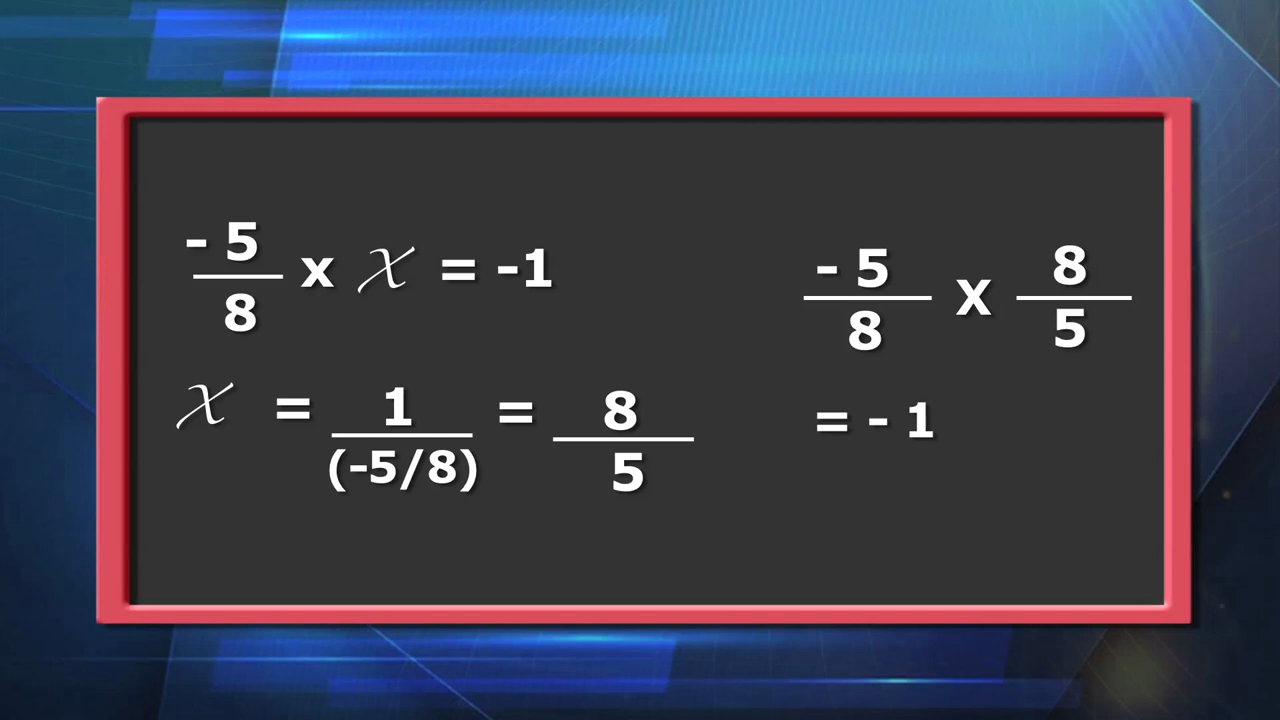 -5/8 x x = -1
x = 1/(-5/8) = 8/5
-5/8 X 8/5
= - 1